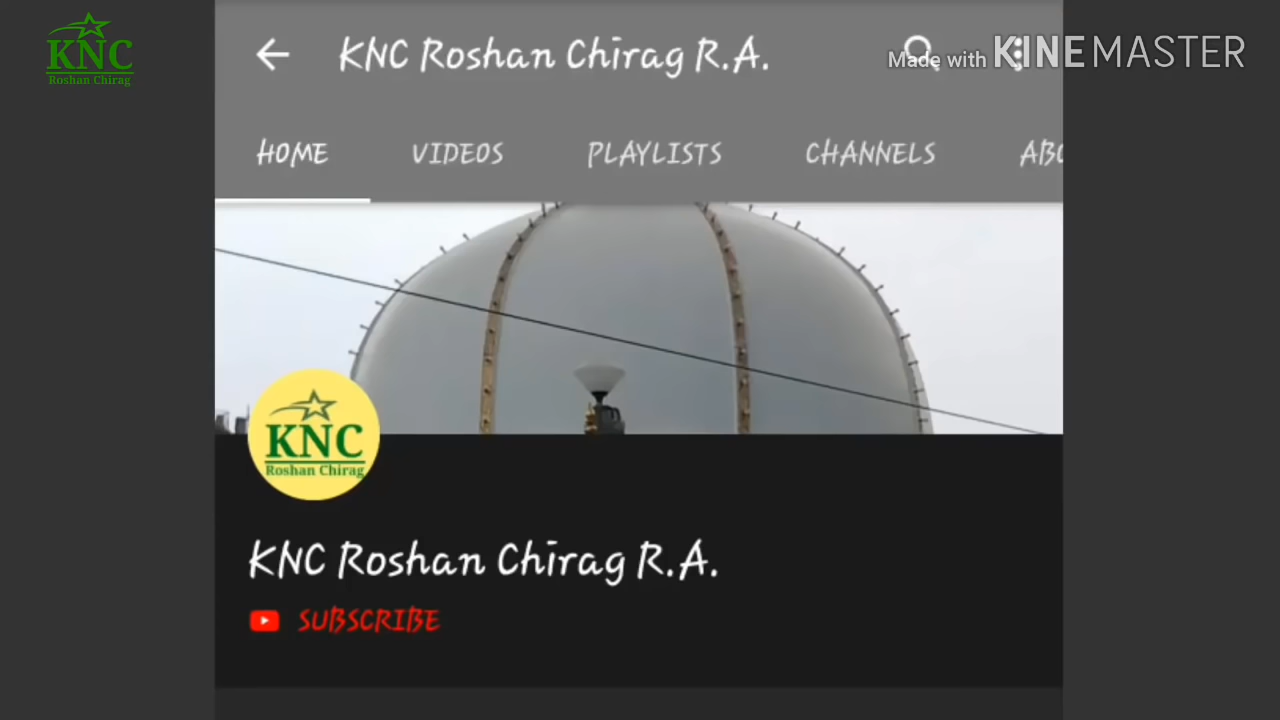 KNC
Roshan Chirag
KNC Roshan Chirag R.A.
Made with KINEMASTER
HOME VIDEOS PLAYLISTS CHANNELS ABO
KNC
Roshan Chirag
KNC Roshan Chirag R.A.
SUBSCRIBE